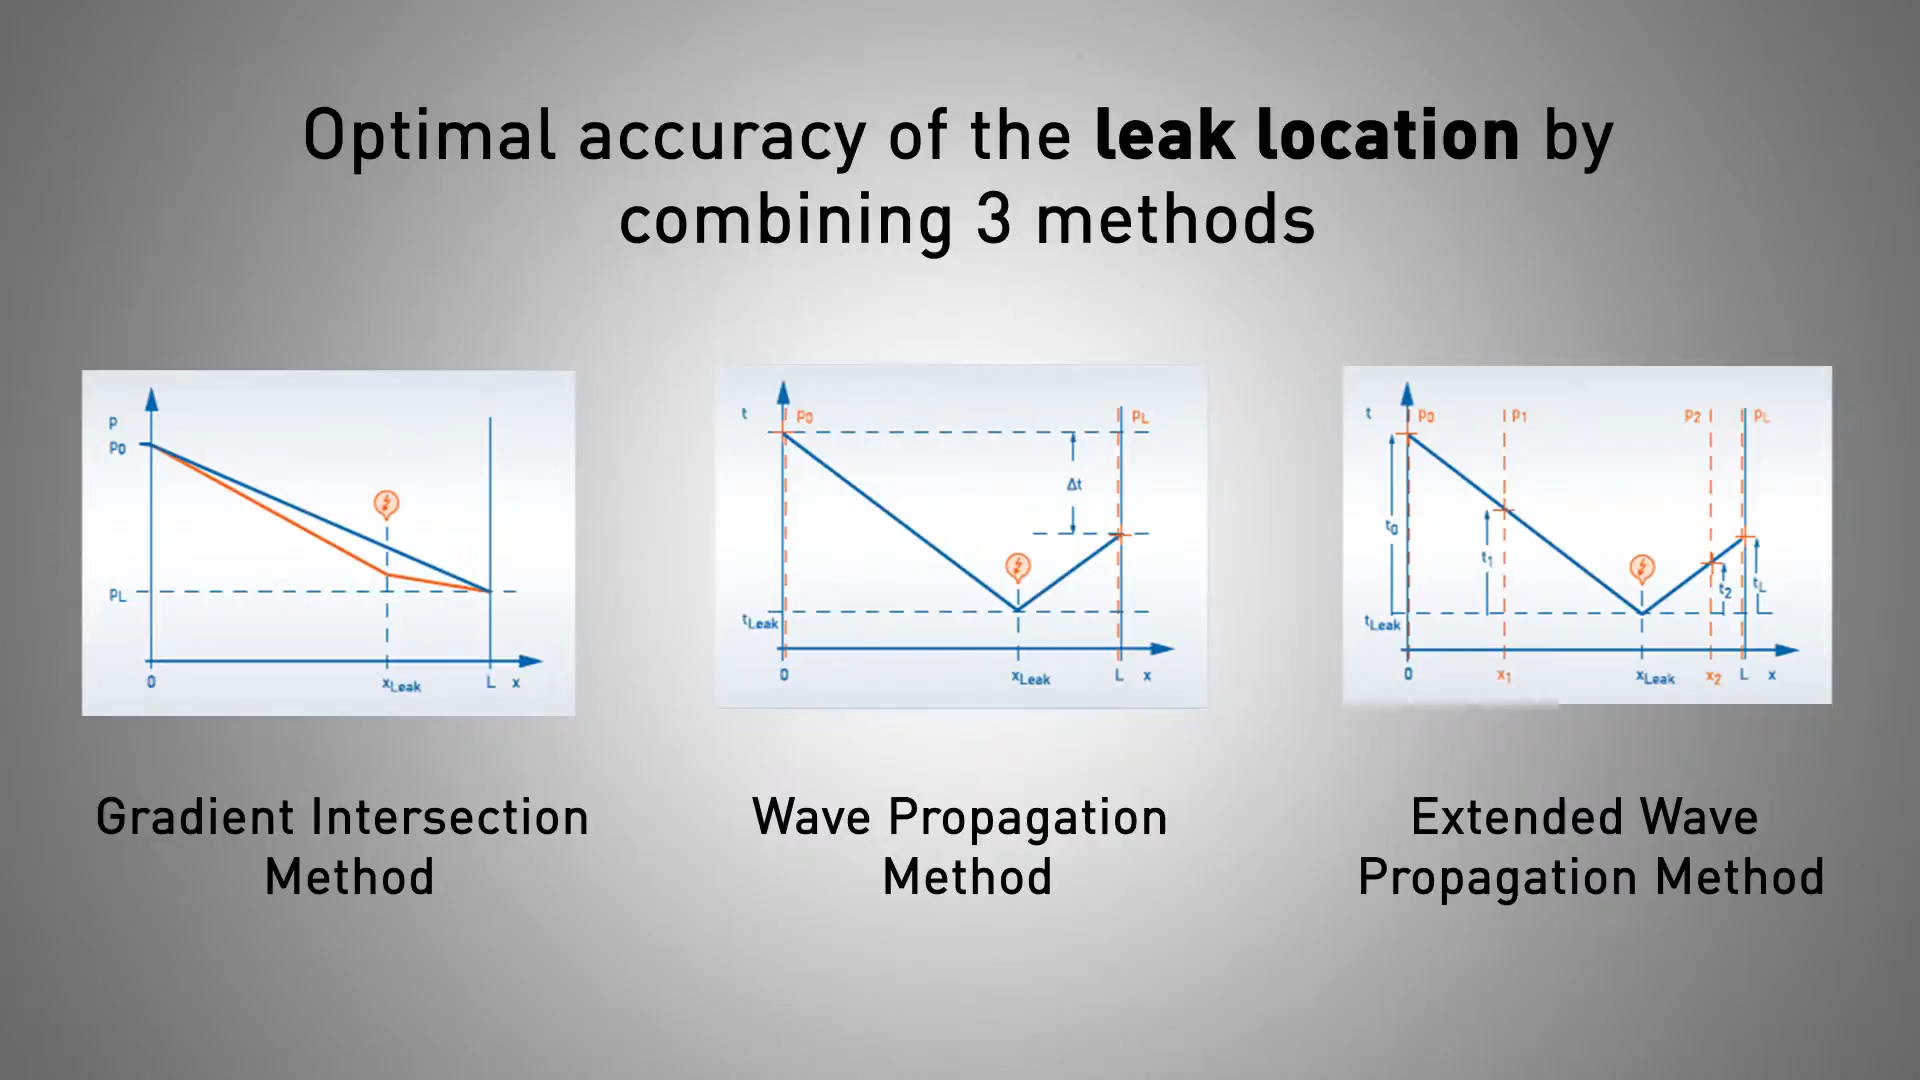 Optimal accuracy of the leak location by
combining 3 methods
p
P0
PL
0
xLeak
L
x
Gradient Intersection
Method
t
P0
PL
Δt
tLeak
0
xLeak
L
x
Wave Propagation
Method
t
P0
P1
P2
PL
t0
t1
t2
tL
tLeak
0
x1
xLeak
x2
L
x
Extended Wave
Propagation Method